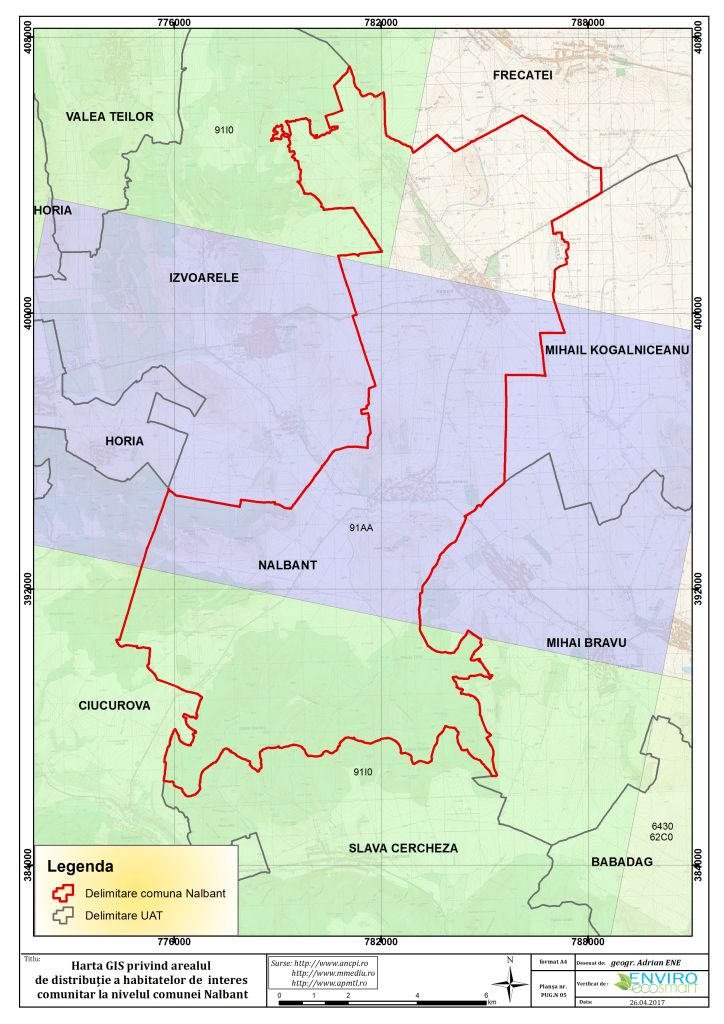 776000
782000
788000
408000
408000
FRECATEI
VALEA TEILOR
91I0
HORIA
IZVOARELE
400000
400000
MIHAIL KOGALNICEANU
HORIA
91AA
NALBANT
392000
392000
MIHAI BRAVU
CIUCUROVA
91I0
6430
62C0
SLAVA CERCHEZA
BABADAG
384000
384000
Legenda
Delimitare comuna Nalbant
Delimitare UAT
776000
782000
788000
Titlu:
Harta GIS privind arealul
de distribuție a habitatelor de interes
comunitar la nivelul comunei Nalbant
Surse: http://www.ancpi.ro
http://www.mmediu.ro
http://www.apmtl.ro
0 1 2 4 6
km
N
format A4
Planșa nr.
PUG.N 05
Desenat de: geogr. Adrian ENE
Verificat de:
ENVIRO
ecosmart
Data: 26.04.2017